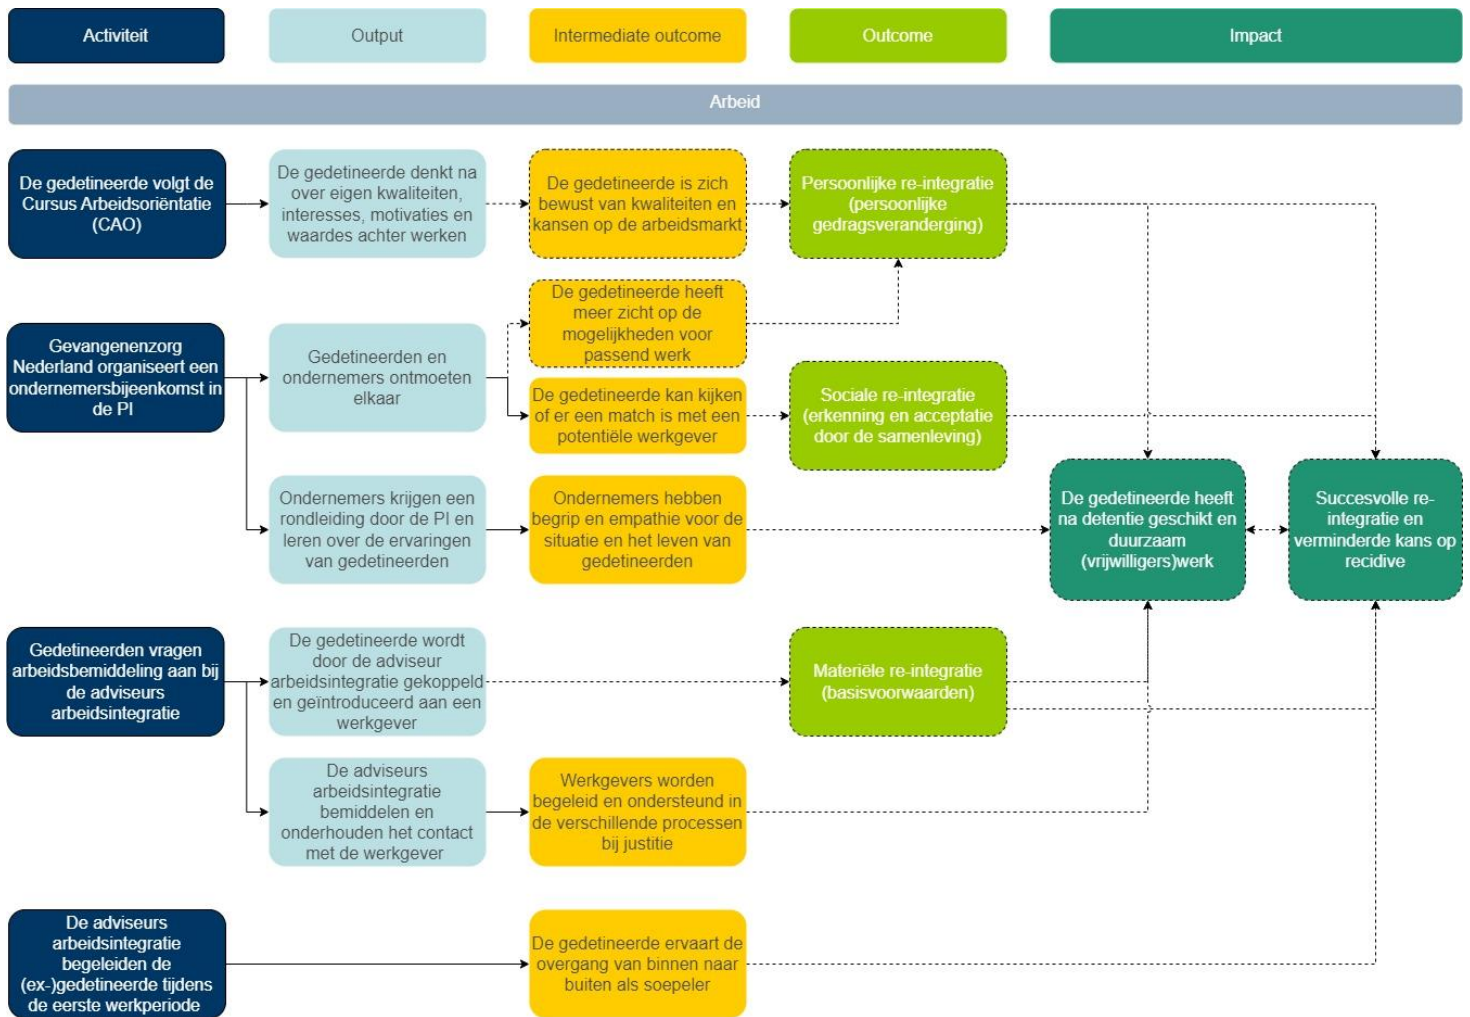 Activiteit
Output
Intermediate outcome
Outcome
Impact
Arbeid
De gedetineerde volgt de
Cursus Arbeidsoriëntatie
(CAO)
De gedetineerde denkt na
over eigen kwaliteiten,
interesses, motivaties en
waardes achter werken
De gedetineerde is zich
bewust van kwaliteiten en
kansen op de arbeidsmarkt
Persoonlijke re-integratie
(persoonlijke
gedragsveranderging)
De gedetineerde heeft
meer zicht op de
mogelijkheden voor
passend werk
Gevangenenzorg
Nederland organiseert een
ondernemersbijeenkomst in
de PI
Gedetineerden en
ondernemers ontmoeten
elkaar
De gedetineerde kan kijken
of er een match is met een
potentiële werkgever
Sociale re-integratie
(erkenning en acceptatie
door de samenleving)
Ondernemers krijgen een
rondleiding door de PI en
leren over de ervaringen
van gedetineerden
Ondernemers hebben
begrip en empathie voor de
situatie en het leven van
gedetineerden
De gedetineerde heeft
na detentie geschikt en
duurzaam
(vrijwilligers)werk
Succesvolle re-
integratie en
verminderde kans op
recidive
Gedetineerden vragen
arbeidsbemiddeling aan bij
de adviseurs
arbeidsintegratie
De gedetineerde wordt
door de adviseur
arbeidsintegratie gekoppeld
en geïntroduceerd aan een
werkgever
Materiële re-integratie
(basisvoorwaarden)
De adviseurs
arbeidsintegratie
bemiddelen en
onderhouden het contact
met de werkgever
Werkgevers worden
begeleid en ondersteund in
de verschillende processen
bij justitie
De adviseurs
arbeidsintegratie
begeleiden de
(ex-)gedetineerde tijdens
de eerste werkperiode
De gedetineerde ervaart de
overgang van binnen naar
buiten als soepeler